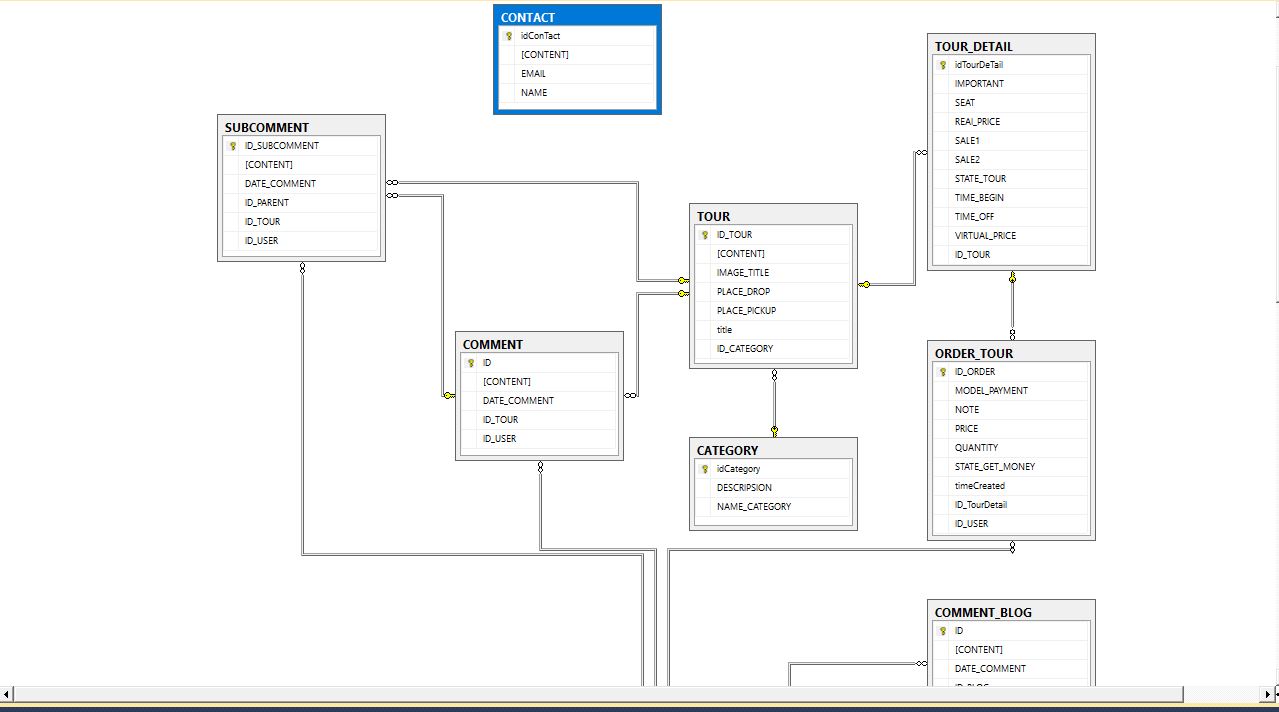 CONTACT
idConTact
[CONTENT]
EMAIL
NAME
TOUR_DETAIL
idTourDeTail
IMPORTANT
SEAT
REAl_PRICE
SALE1
SALE2
STATE_TOUR
TIME_BEGIN
TIME_OFF
VIRTUAL_PRICE
ID_TOUR
SUBCOMMENT
ID_SUBCOMMENT
[CONTENT]
DATE_COMMENT
ID_PARENT
ID_TOUR
ID_USER
TOUR
ID_TOUR
[CONTENT]
IMAGE_TITLE
PLACE_DROP
PLACE_PICKUP
title
ID_CATEGORY
COMMENT
ID
[CONTENT]
DATE_COMMENT
ID_TOUR
ID_USER
ORDER_TOUR
ID_ORDER
MODEL_PAYMENT
NOTE
PRICE
QUANTITY
STATE_GET_MONEY
timeCreated
ID_TourDetail
ID_USER
CATEGORY
idCategory
DESCRIPSION
NAME_CATEGORY
COMMENT_BLOG
ID
[CONTENT]
DATE_COMMENT